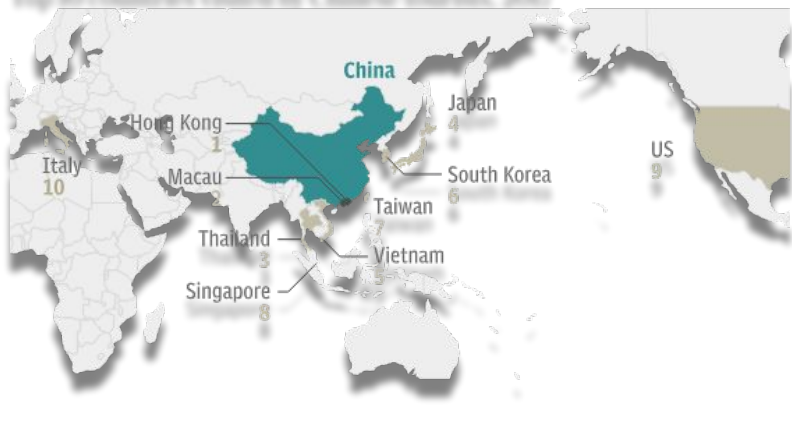 China
Japan
4
Hong Kong
1
US
9
Italy
10
Macau
2
South Korea
6
Taiwan
7
Thailand
3
Vietnam
5
Singapore
8